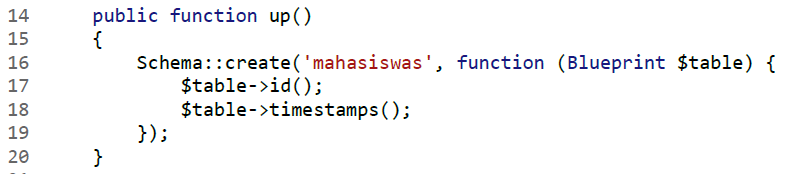 14 public function up()
15 {
16 Schema::create('mahasiswas', function (Blueprint $table) {
17 $table->id();
18 $table->timestamps();
19 });
20 }